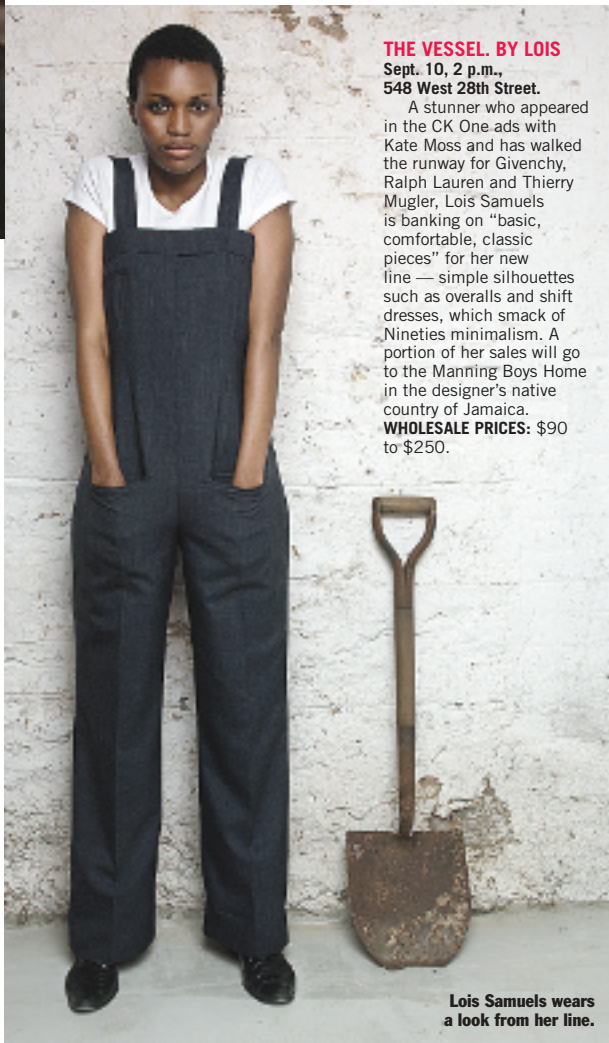 THE VESSEL. BY LOIS
Sept. 10, 2 p.m.,
548 West 28th Street.
A stunner who appeared
in the CK One ads with
Kate Moss and has walked
the runway for Givenchy,
Ralph Lauren and Thierry
Mugler, Lois Samuels
is banking on “basic,
comfortable, classic
pieces” for her new
line — simple silhouettes
such as overalls and shift
dresses, which smack of
Nineties minimalism. A
portion of her sales will go
to the Manning Boys Home
in the designer’s native
country of Jamaica.
WHOLESALE PRICES: $90
to $250.
Lois Samuels wears
a look from her line.